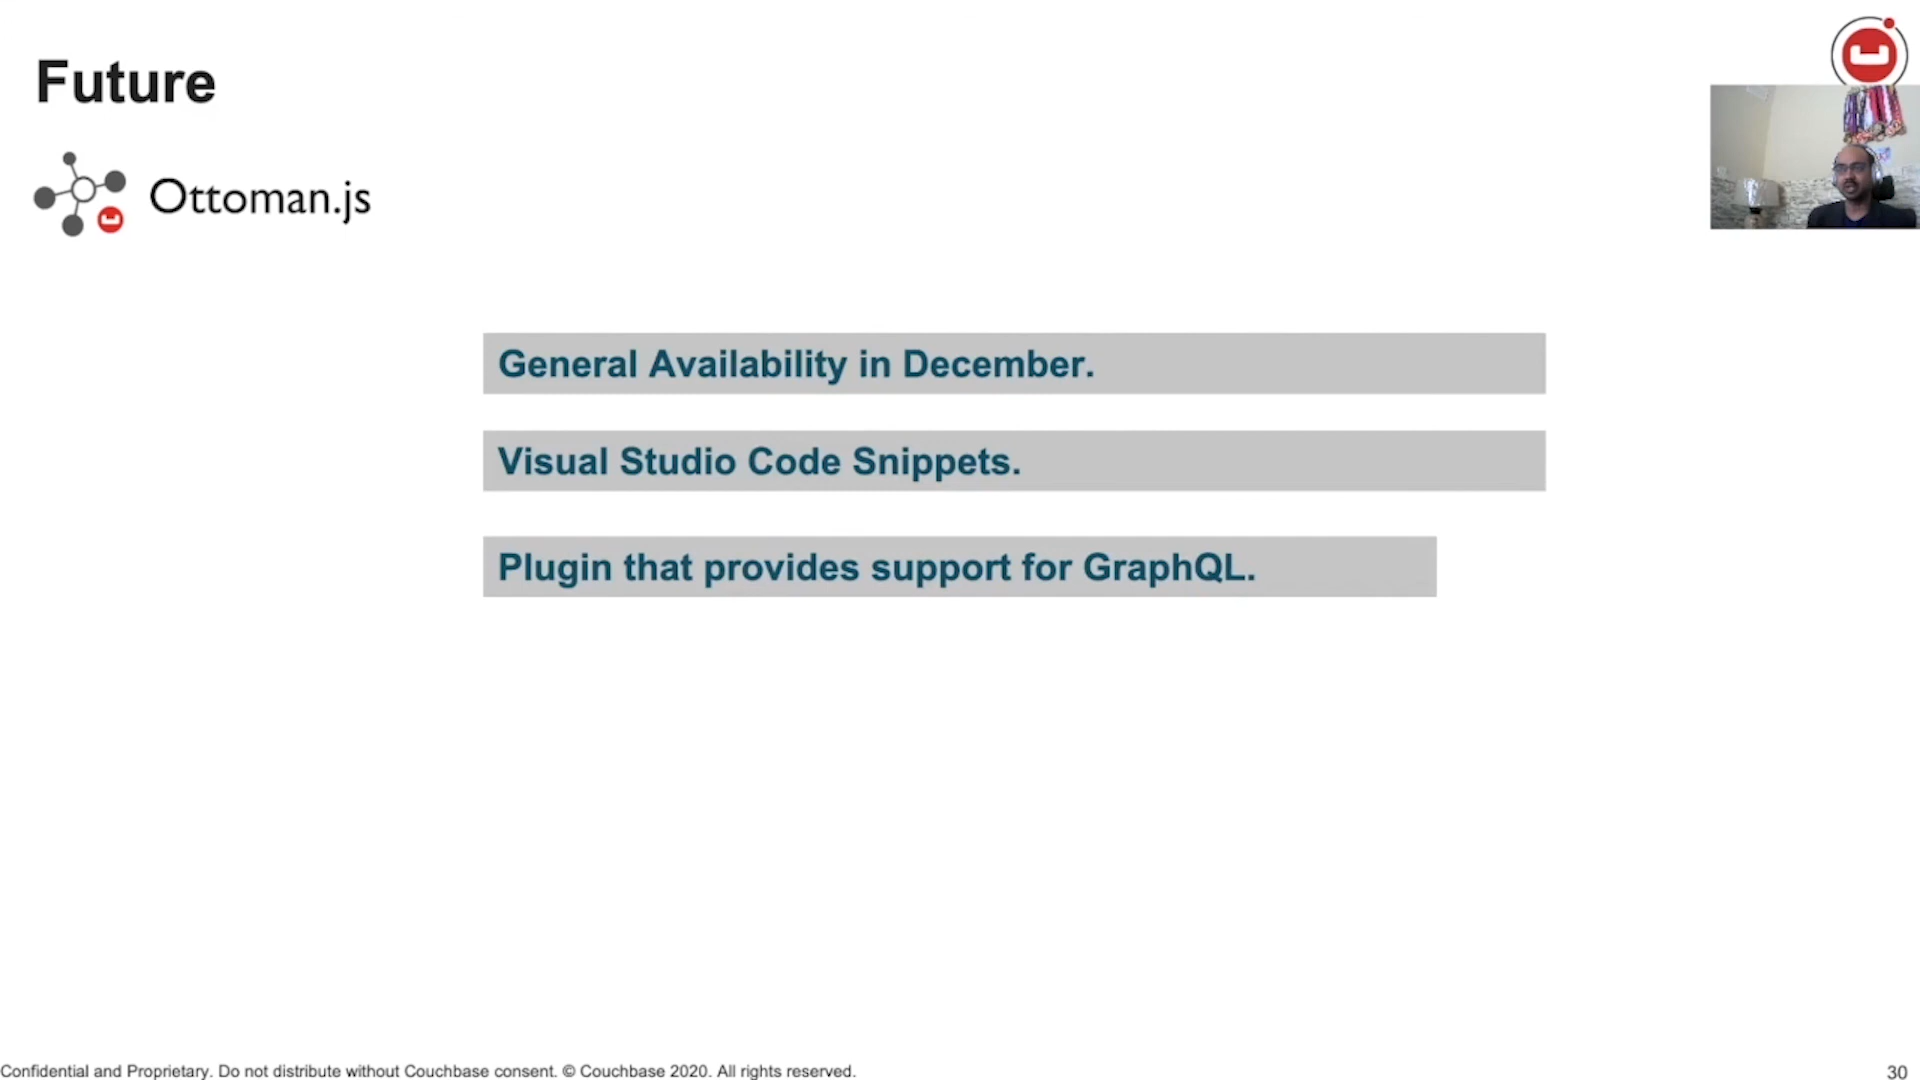 Future
Ottoman.js
General Availability in December.
Visual Studio Code Snippets.
Plugin that provides support for GraphQL.
Confidential and Proprietary. Do not distribute without Couchbase consent. © Couchbase 2020. All rights reserved.
30